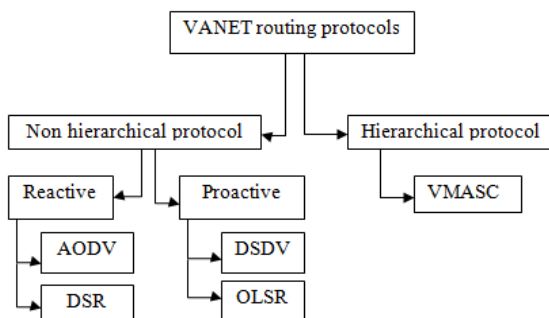 VANET routing protocols
Non hierarchical protocol
Hierarchical protocol
Reactive
Proactive
VMASC
AODV
DSDV
DSR
OLSR